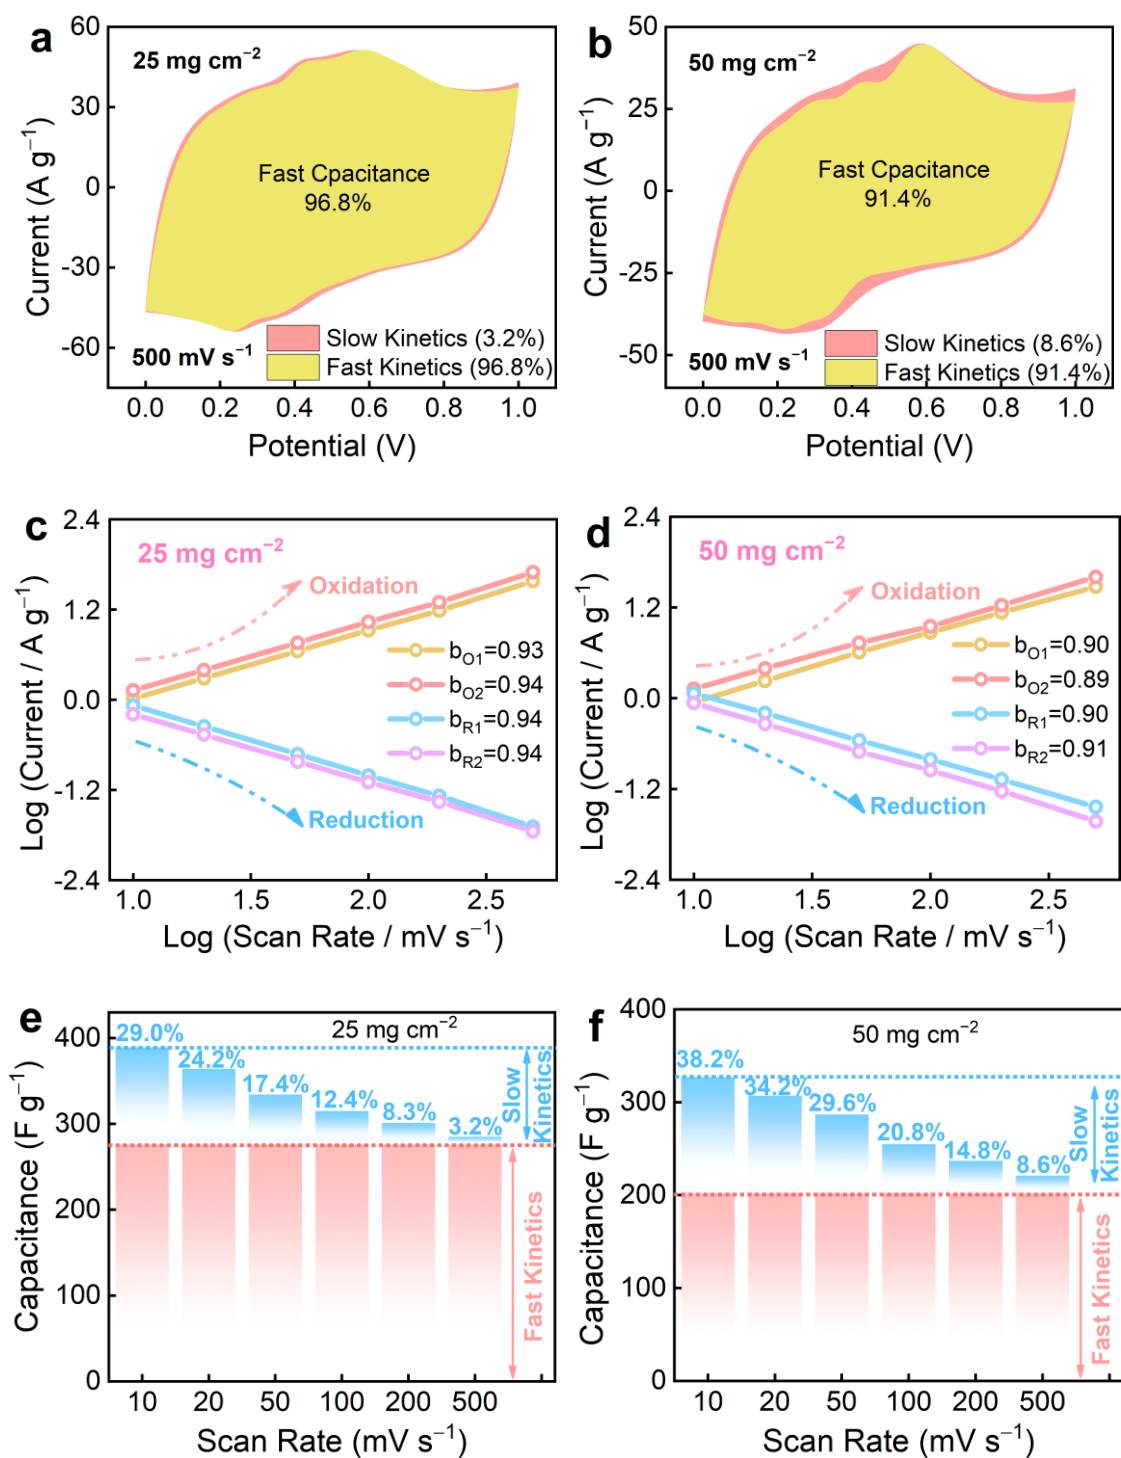 a
25 mg cm⁻²
Fast Cpacitance
96.8%
Slow Kinetics (3.2%)
Fast Kinetics (96.8%)
500 mV s⁻¹
60
30
0
-30
-60
Current (A g⁻¹)
0.0 0.2 0.4 0.6 0.8 1.0
Potential (V)
b
50 mg cm⁻²
Fast Cpacitance
91.4%
Slow Kinetics (8.6%)
Fast Kinetics (91.4%)
500 mV s⁻¹
50
25
0
-25
-50
Current (A g⁻¹)
0.0 0.2 0.4 0.6 0.8 1.0
Potential (V)
c
25 mg cm⁻²
Oxidation
b_O1=0.93
b_O2=0.94
b_R1=0.94
b_R2=0.94
Reduction
2.4
1.2
0.0
-1.2
-2.4
Log (Current / A g⁻¹)
1.0 1.5 2.0 2.5
Log (Scan Rate / mV s⁻¹)
d
50 mg cm⁻²
Oxidation
b_O1=0.90
b_O2=0.89
b_R1=0.90
b_R2=0.91
Reduction
2.4
1.2
0.0
-1.2
-2.4
Log (Current / A g⁻¹)
1.0 1.5 2.0 2.5
Log (Scan Rate / mV s⁻¹)
e
25 mg cm⁻²
29.0%
24.2%
17.4%
12.4%
8.3%
3.2%
Slow
Kinetics
Fast Kinetics
400
300
200
100
0
Capacitance (F g⁻¹)
10 20 50 100 200 500
Scan Rate (mV s⁻¹)
f
50 mg cm⁻²
38.2%
34.2%
29.6%
20.8%
14.8%
8.6%
Slow
Kinetics
Fast Kinetics
400
300
200
100
0
Capacitance (F g⁻¹)
10 20 50 100 200 500
Scan Rate (mV s⁻¹)